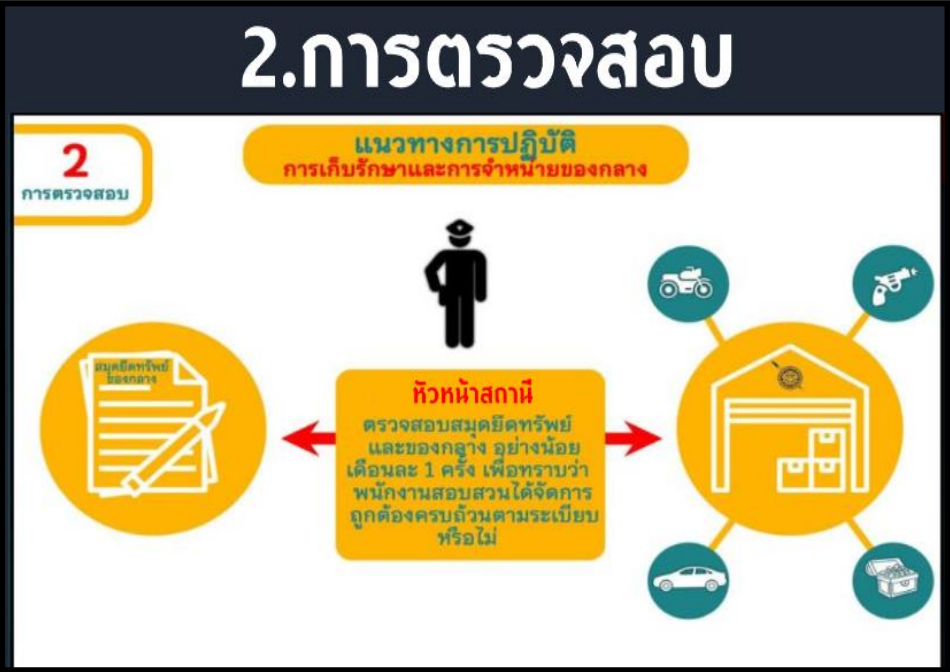 2.การตรวจสอบ
2
การตรวจสอบ
แนวทางการปฏิบัติ
การเก็บรักษาและการจำหน่ายของกลาง
สมุดยึดทรัพย์
ของกลาง
หัวหน้าสถานี
ตรวจสอบสมุดยึดทรัพย์
และของกลาง อย่างน้อย
เดือนละ 1 ครั้ง เพื่อทราบว่า
พนักงานสอบสวนได้จัดการ
ถูกต้องครบถ้วนตามระเบียบ
หรือไม่